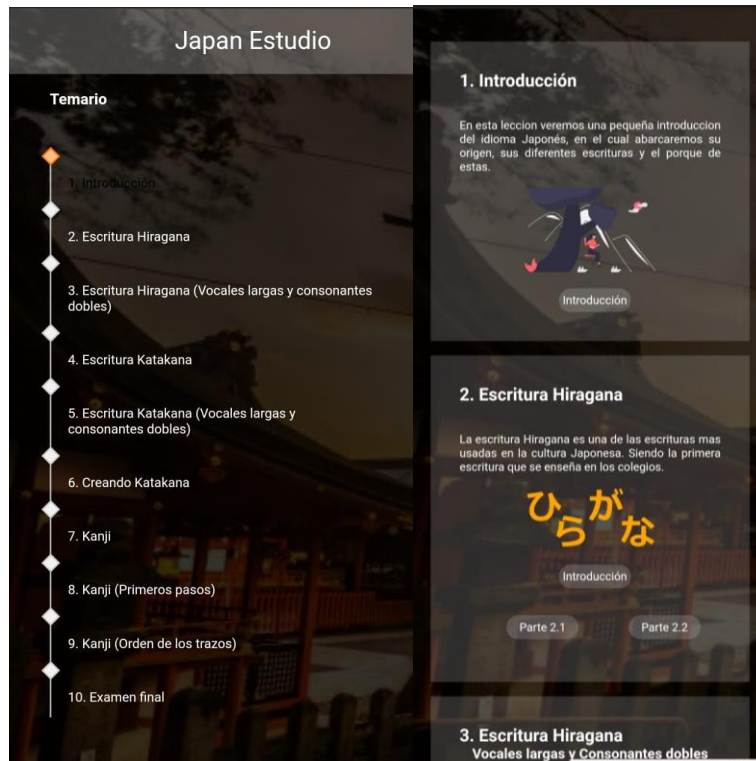 Japan Estudio
Temario
1. Introducción
2. Escritura Hiragana
3. Escritura Hiragana (Vocales largas y consonantes
dobles)
4. Escritura Katakana
5. Escritura Katakana (Vocales largas y
consonantes dobles)
6. Creando Katakana
7. Kanji
8. Kanji (Primeros pasos)
9. Kanji (Orden de los trazos)
10. Examen final
1. Introducción
En esta leccion veremos una pequeña introduccion
del idioma Japonés, en el cual abarcaremos su
origen, sus diferentes escrituras y el porque de
estas.
Introducción
2. Escritura Hiragana
La escritura Hiragana es una de las escrituras mas
usadas en la cultura Japonesa. Siendo la primera
escritura que se enseña en los colegios.
ひらがな
Introducción
Parte 2.1 Parte 2.2
3. Escritura Hiragana
Vocales largas y Consonantes dobles